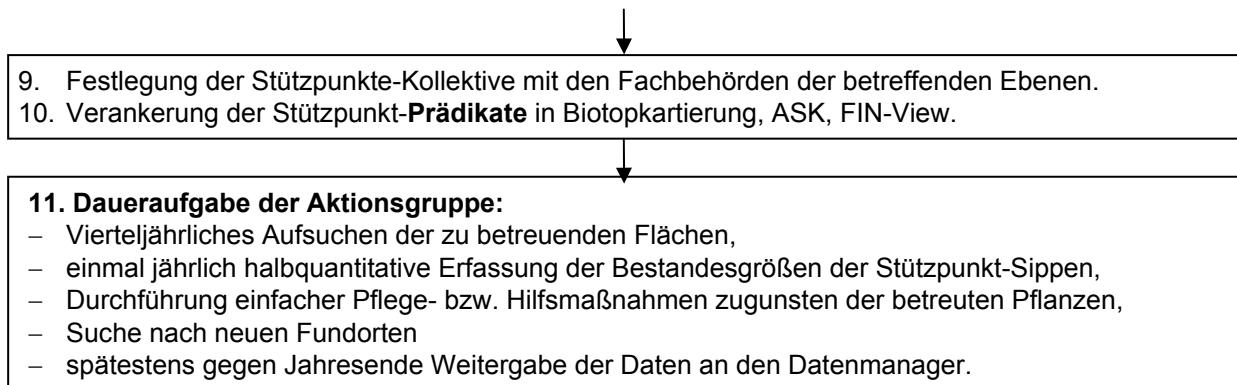 9. Festlegung der Stützpunkte-Kollektive mit den Fachbehörden der betreffenden Ebenen.
10. Verankerung der Stützpunkt-Prädikate in Biotopkartierung, ASK, FIN-View.
11. Daueraufgabe der Aktionsgruppe:
– Vierteljährliches Aufsuchen der zu betreuenden Flächen,
– einmal jährlich halbquantitative Erfassung der Bestandesgrößen der Stützpunkt-Sippen,
– Durchführung einfacher Pflege- bzw. Hilfsmaßnahmen zugunsten der betreuten Pflanzen,
– Suche nach neuen Fundorten
– spätestens gegen Jahresende Weitergabe der Daten an den Datenmanager.